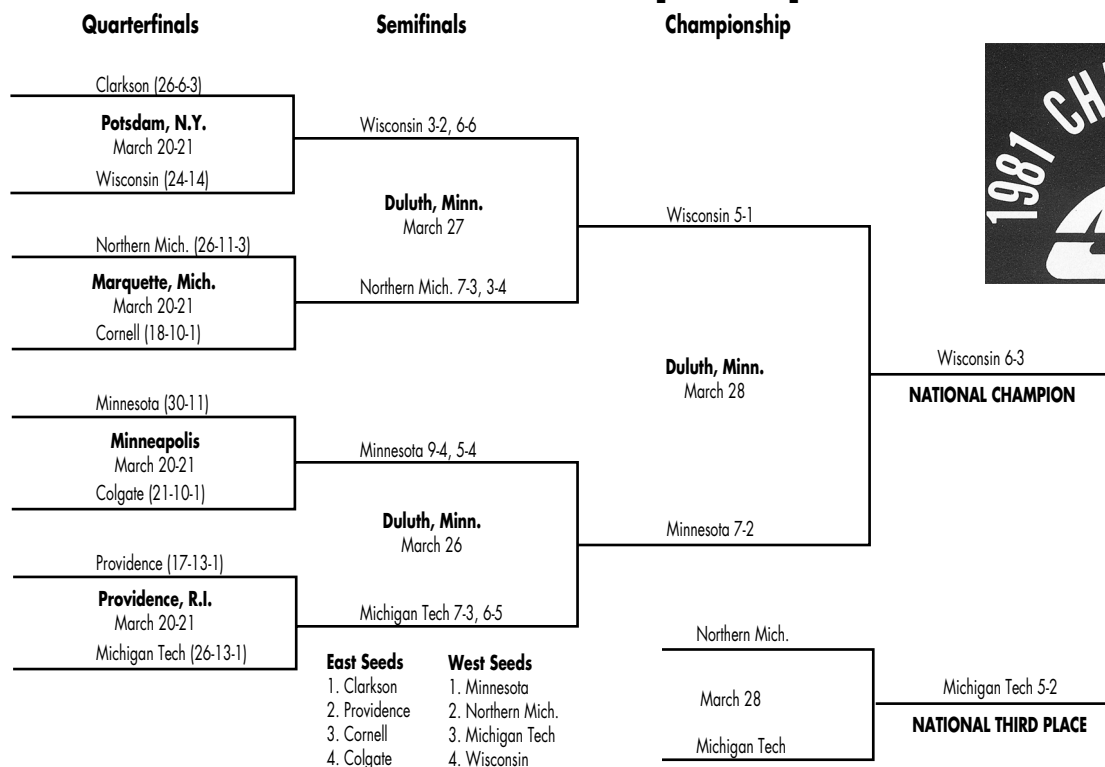 Quarterfinals
Semifinals
Championship
Clarkson (26-6-3)
Potsdam, N.Y.
March 20-21
Wisconsin (24-14)
Northern Mich. (26-11-3)
Marquette, Mich.
March 20-21
Cornell (18-10-1)
Minnesota (30-11)
Minneapolis
March 20-21
Colgate (21-10-1)
Providence (17-13-1)
Providence, R.I.
March 20-21
Michigan Tech (26-13-1)
Wisconsin 3-2, 6-6
Duluth, Minn.
March 27
Northern Mich. 7-3, 3-4
Minnesota 9-4, 5-4
Duluth, Minn.
March 26
Michigan Tech 7-3, 6-5
East Seeds
1. Clarkson
2. Providence
3. Cornell
4. Colgate
West Seeds
1. Minnesota
2. Northern Mich.
3. Michigan Tech
4. Wisconsin
Wisconsin 5-1
Duluth, Minn.
March 28
Minnesota 7-2
Northern Mich.
March 28
Michigan Tech
1981
Wisconsin 6-3
NATIONAL CHAMPION
Michigan Tech 5-2
NATIONAL THIRD PLACE